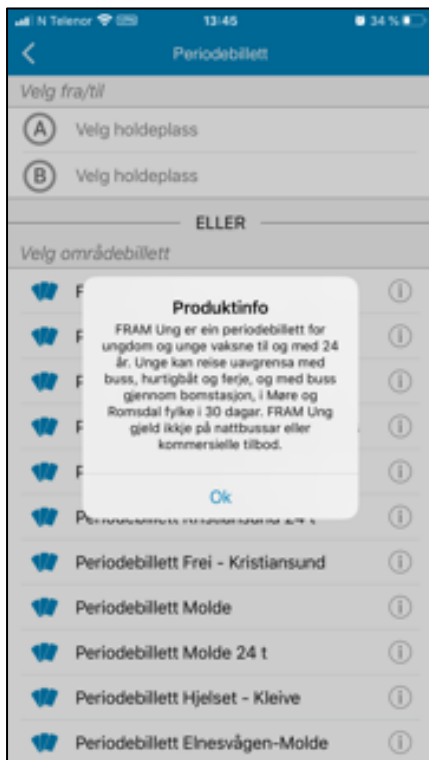 N Telenor
13:45
34 %
Periodebillett
Velg fra/til
A Velg holdeplass
B Velg holdeplass
ELLER
Velg områdebillett
Produktinfo
FRAM Ung er ein periodebillett for
ungdom og unge vaksne til og med 24
år. Unge kan reise uavgrensa med
buss, hurtigbåt og ferje, og med buss
gjennom bomstasjon, i Møre og
Romsdal fylke i 30 dagar. FRAM Ung
gjeld ikkje på nattbussar eller
kommersielle tilbod.
Ok
Periodebillett Kristiansund 24 t
Periodebillett Frei - Kristiansund
Periodebillett Molde
Periodebillett Molde 24 t
Periodebillett Hjelset - Kleive
Periodebillett Elnesvågen-Molde